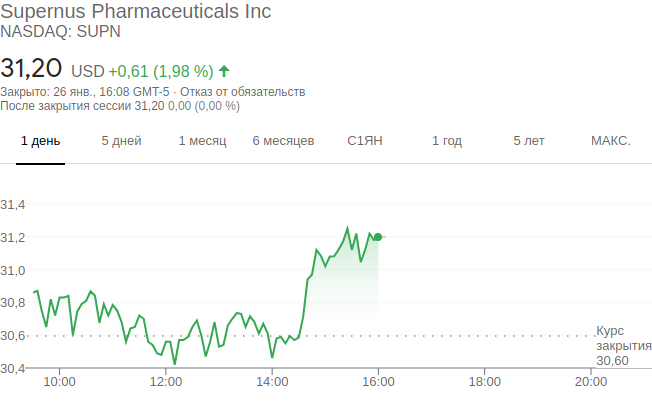 Supernus Pharmaceuticals Inc
NASDAQ: SUPN
31,20 USD +0,61 (1,98 %)
Закрыто: 26 янв., 16:08 GMT-5 · Отказ от обязательств
После закрытия сессии 31,20 0,00 (0,00 %)
1 день 5 дней 1 месяц 6 месяцев С1ЯН 1 год 5 лет МАКС.
31,4
31,2
31,0
30,8
30,6
Курс
закрытия
30,60
30,4
10:00 12:00 14:00 16:00 18:00 20:00